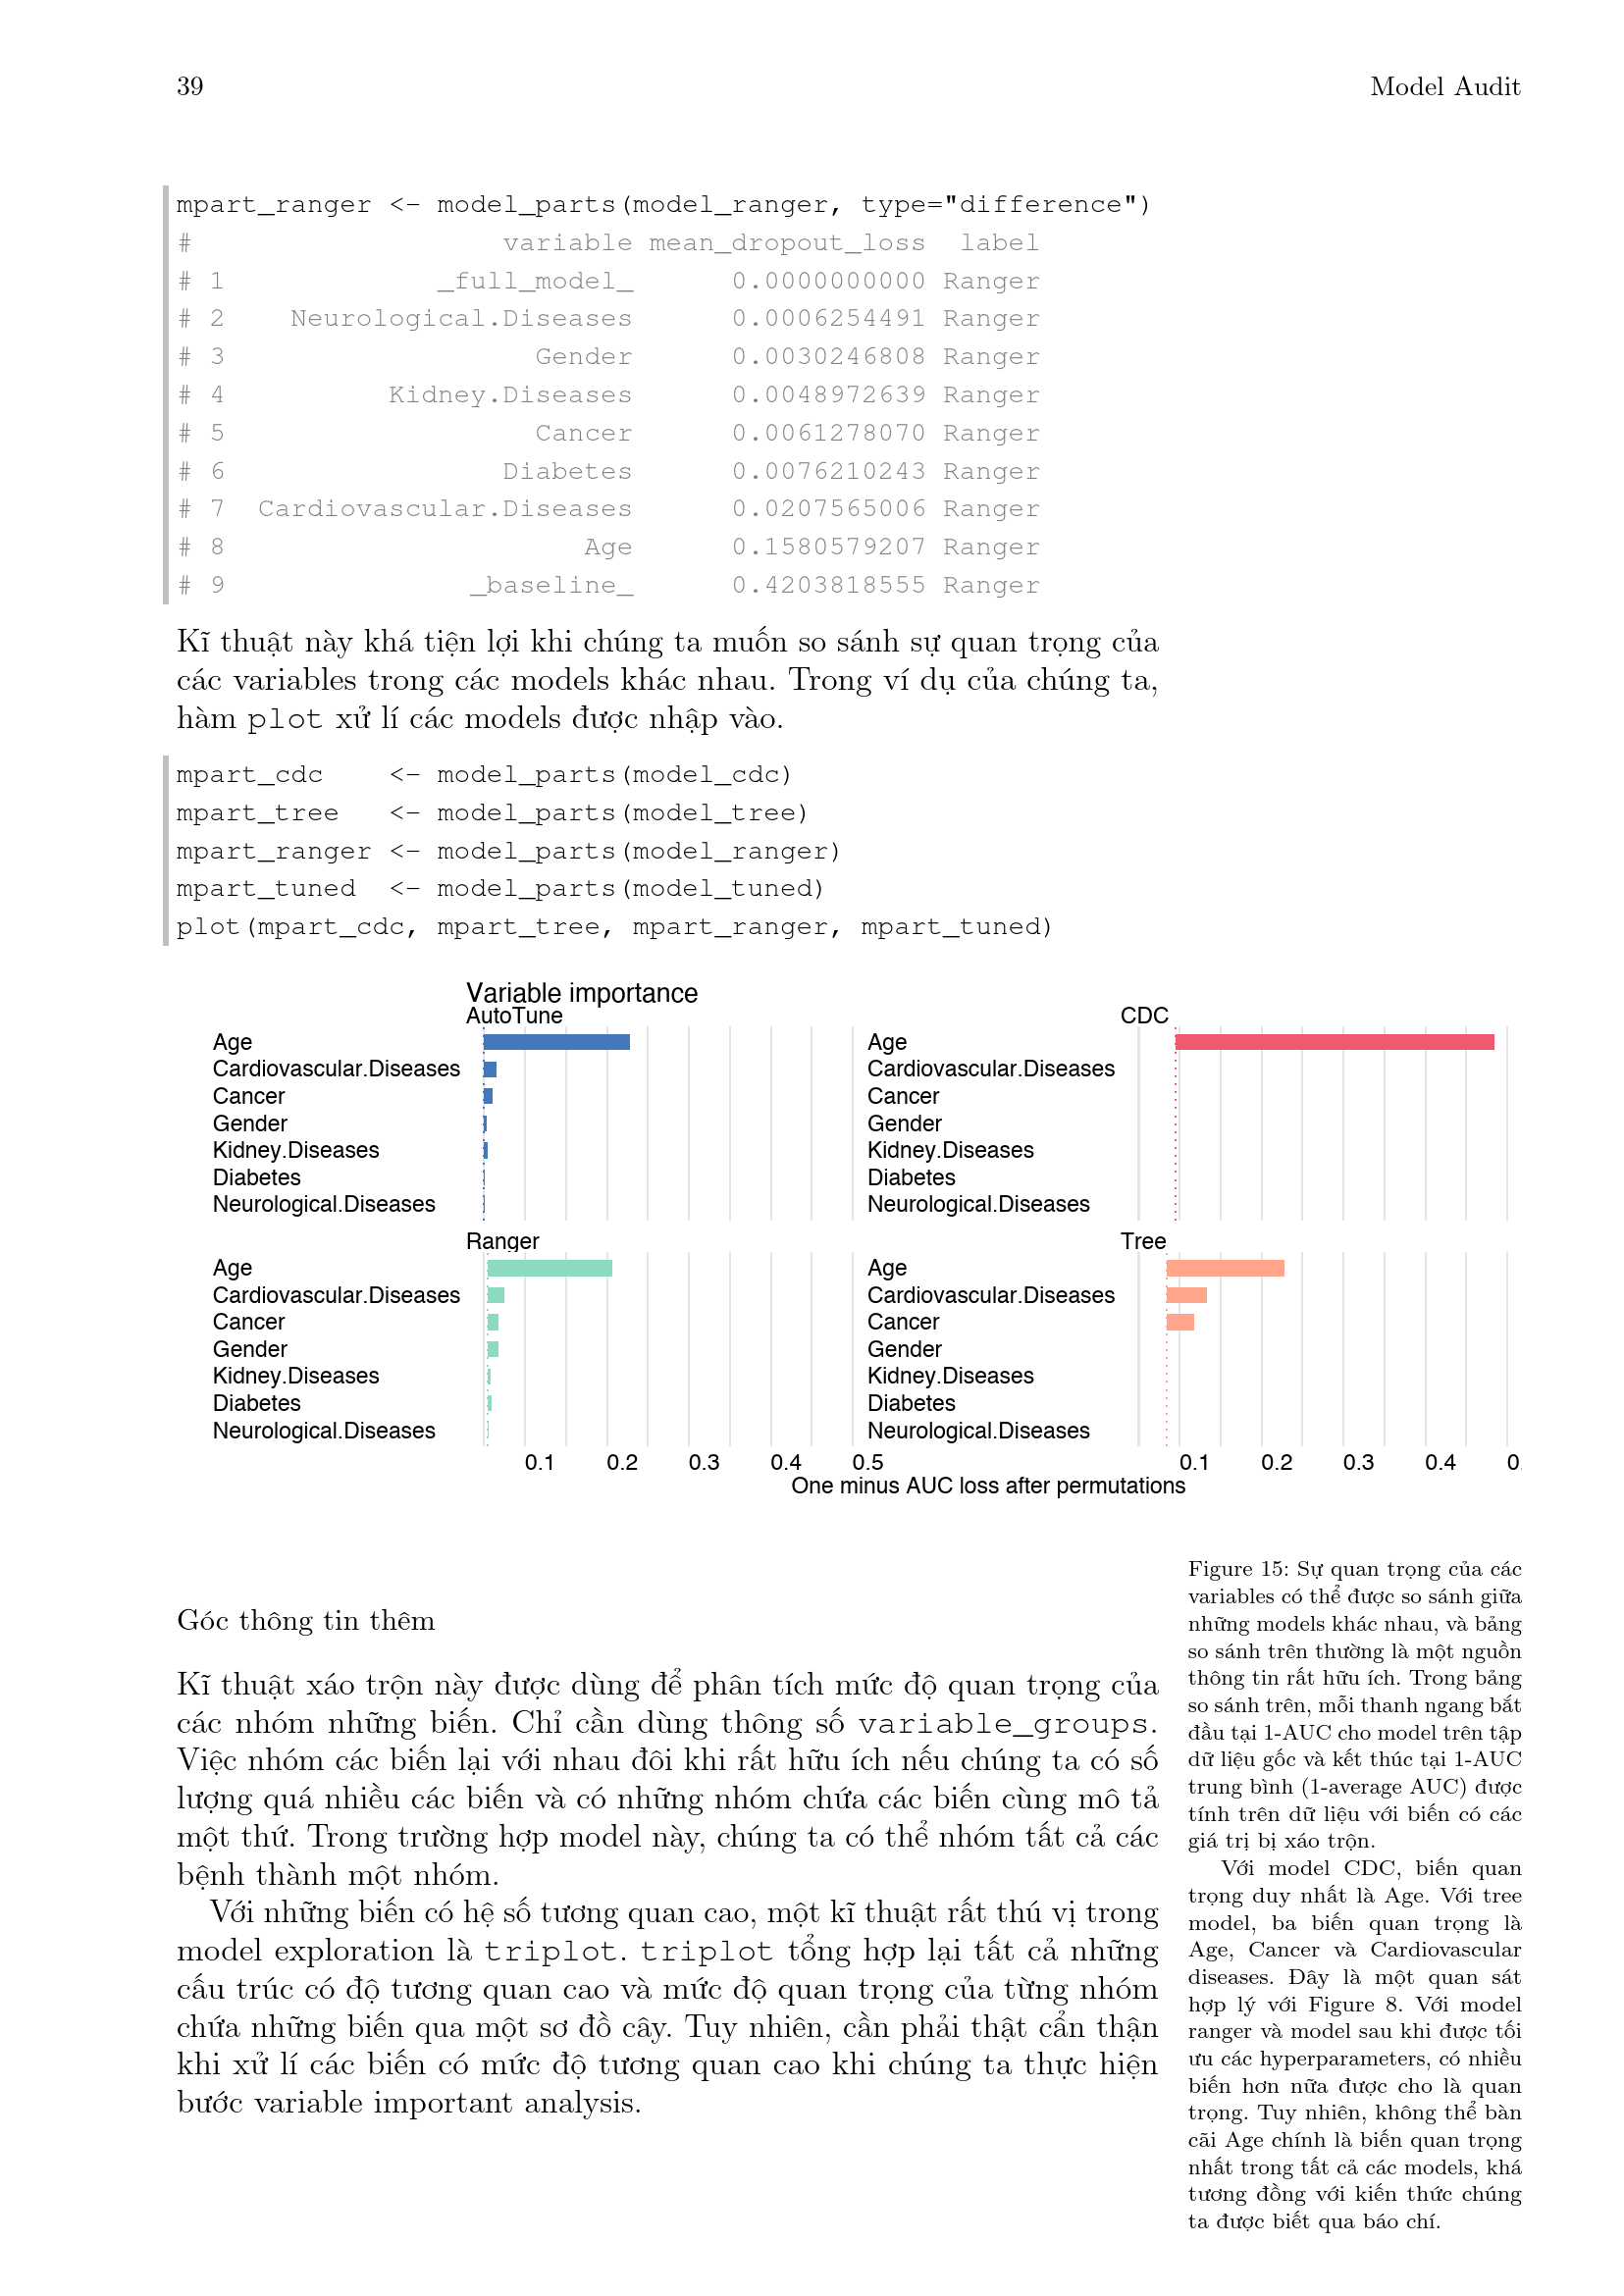 39 Model Audit
mpart_ranger <- model_parts(model_ranger, type="difference")
# variable mean_dropout_loss label
# 1 _full_model_ 0.0000000000 Ranger
# 2 Neurological.Diseases 0.0006254491 Ranger
# 3 Gender 0.0030246808 Ranger
# 4 Kidney.Diseases 0.0048972639 Ranger
# 5 Cancer 0.0061278070 Ranger
# 6 Diabetes 0.0076210243 Ranger
# 7 Cardiovascular.Diseases 0.0207565006 Ranger
# 8 Age 0.1580579207 Ranger
# 9 _baseline_ 0.4203818555 Ranger
Kĩ thuật này khá tiện lợi khi chúng ta muốn so sánh sự quan trọng của
các variables trong các models khác nhau. Trong ví dụ của chúng ta,
hàm plot xử lí các models được nhập vào.
mpart_cdc <- model_parts(model_cdc)
mpart_tree <- model_parts(model_tree)
mpart_ranger <- model_parts(model_ranger)
mpart_tuned <- model_parts(model_tuned)
plot(mpart_cdc, mpart_tree, mpart_ranger, mpart_tuned)
Variable importance
AutoTune
Age
Cardiovascular.Diseases
Cancer
Gender
Kidney.Diseases
Diabetes
Neurological.Diseases
CDC
Age
Cardiovascular.Diseases
Cancer
Gender
Kidney.Diseases
Diabetes
Neurological.Diseases
Ranger
Age
Cardiovascular.Diseases
Cancer
Gender
Kidney.Diseases
Diabetes
Neurological.Diseases
0.1 0.2 0.3 0.4 0.5
Tree
Age
Cardiovascular.Diseases
Cancer
Gender
Kidney.Diseases
Diabetes
Neurological.Diseases
0.1 0.2 0.3 0.4
One minus AUC loss after permutations
Góc thông tin thêm
Kĩ thuật xáo trộn này được dùng để phân tích mức độ quan trọng của
các nhóm những biến. Chỉ cần dùng thông số variable_groups.
Việc nhóm các biến lại với nhau đôi khi rất hữu ích nếu chúng ta có số
lượng quá nhiều các biến và có những nhóm chứa các biến cùng mô tả
một thứ. Trong trường hợp model này, chúng ta có thể nhóm tất cả các
bệnh thành một nhóm.
Với những biến có hệ số tương quan cao, một kĩ thuật rất thú vị trong
model exploration là triplot. triplot tổng hợp lại tất cả những
cấu trúc có độ tương quan cao và mức độ quan trọng của từng nhóm
chứa những biến qua một sơ đồ cây. Tuy nhiên, cần phải thật cẩn thận
khi xử lí các biến có mức độ tương quan cao khi chúng ta thực hiện
bước variable important analysis.
Figure 15: Sự quan trọng của các
variables có thể được so sánh giữa
những models khác nhau, và bảng
so sánh trên thường là một nguồn
thông tin rất hữu ích. Trong bảng
so sánh trên, mỗi thanh ngang bắt
đầu tại 1-AUC cho model trên tập
dữ liệu gốc và kết thúc tại 1-AUC
trung bình (1-average AUC) được
tính trên dữ liệu với biến có các
giá trị bị xáo trộn.
Với model CDC, biến quan
trọng duy nhất là Age. Với tree
model, ba biến quan trọng là
Age, Cancer và Cardiovascular
diseases. Đây là một quan sát
hợp lý với Figure 8. Với model
ranger và model sau khi được tối
ưu các hyperparameters, có nhiều
biến hơn nữa được cho là quan
trọng. Tuy nhiên, không thể bàn
cãi Age chính là biến quan trọng
nhất trong tất cả các models, khá
tương đồng với kiến thức chúng
ta được biết qua báo chí.